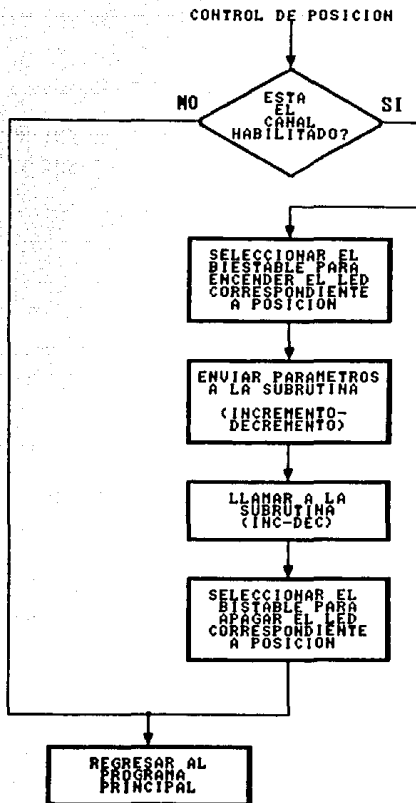 CONTROL DE POSICION
NO
ESTA
EL
CANAL
HABILITADO?
SI
SELECCIONAR EL
BIESTABLE PARA
ENCENDER EL LED
CORRESPONDIENTE
A POSICION
ENVIAR PARAMETROS
A LA SUBRUTINA
(INCREMENTO-
DECREMENTO)
LLAMAR A LA
SUBRUTINA
(INC-DEC)
SELECCIONAR EL
BISTABLE PARA
APAGAR EL LED
CORRESPONDIENTE
A POSICION
REGRESAR AL
PROGRAMA
PRINCIPAL